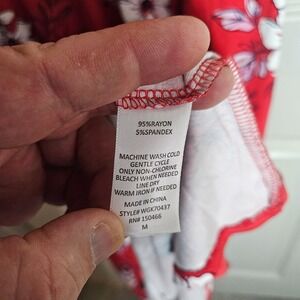 95%RAYON
5%SPANDEX
MACHINE WASH COLD
GENTLE CYCLE
ONLY NON-CHLORINE
BLEACH WHEN NEEDED
LINE DRY
WARM IRON IF NEEDED
MADE IN CHINA
STYLE# WGK70437
RN# 150466
M